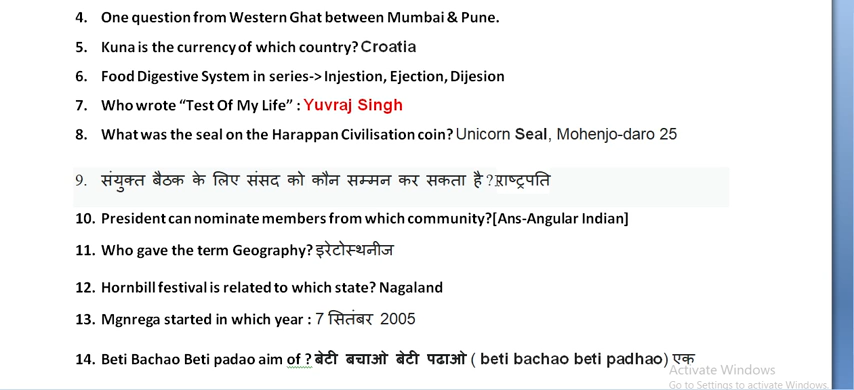 4. One question from Western Ghat between Mumbai & Pune.
5. Kuna is the currency of which country? Croatia
6. Food Digestive System in series-> Injestion, Ejection, Dijesion
7. Who wrote “Test Of My Life” : Yuvraj Singh
8. What was the seal on the Harappan Civilisation coin? Unicorn Seal, Mohenjo-daro 25
9. संयुक्त बैठक के लिए संसद को कौन सम्मन कर सकता है ?राष्ट्रपति
10. President can nominate members from which community?[Ans-Angular Indian]
11. Who gave the term Geography? इरेटोस्थनीज
12. Hornbill festival is related to which state? Nagaland
13. Mgnrega started in which year : 7 सितंबर 2005
14. Beti Bachao Beti padao aim of ? बेटी बचाओ बेटी पढाओ ( beti bachao beti padhao) एक
Activate Windows
Go to Settings to activate Windows.